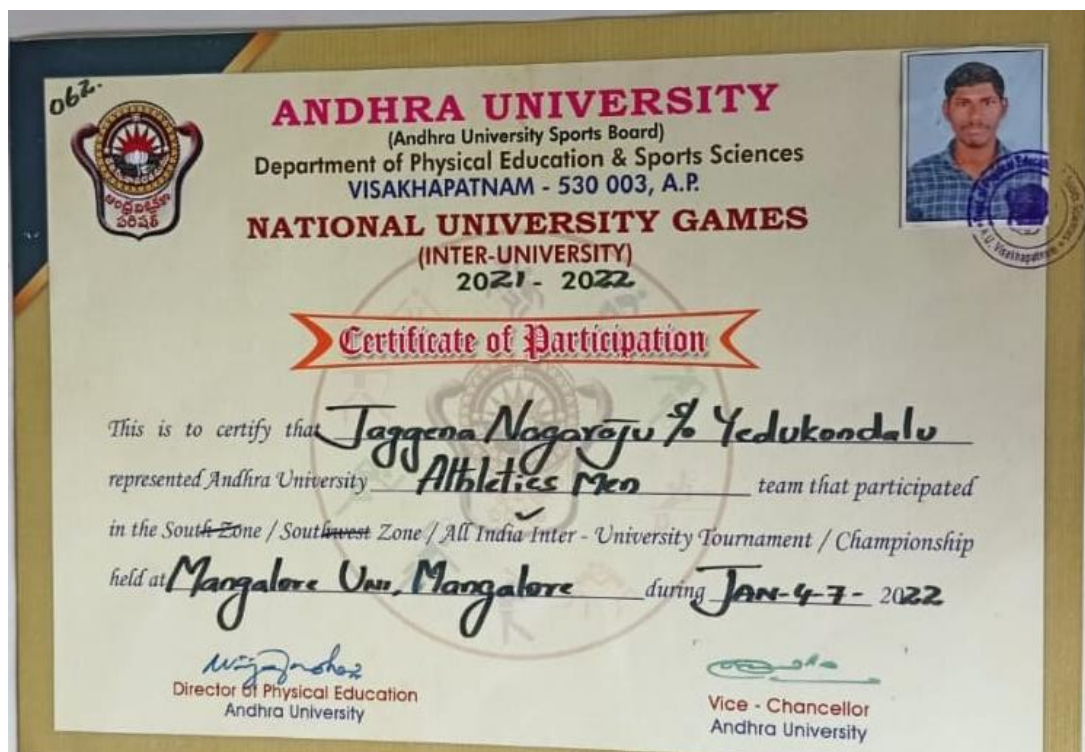 062.
ANDHRA UNIVERSITY
(Andhra University Sports Board)
Department of Physical Education & Sports Sciences
VISAKHAPATNAM - 530 003, A.P.
NATIONAL UNIVERSITY GAMES
(INTER-UNIVERSITY)
2021 - 2022
ఆంధ్ర విశ్వకళా
పరిషత్
Certificate of Participation
This is to certify that Jaggena Nagaraju S/o Yedukondalu
represented Andhra University Athletics Men team that participated
in the South Zone / Southwest Zone / All India Inter - University Tournament / Championship
held at Mangalore Uni, Mangalore during JAN-4-7- 2022
Director of Physical Education
Andhra University
Vice - Chancellor
Andhra University